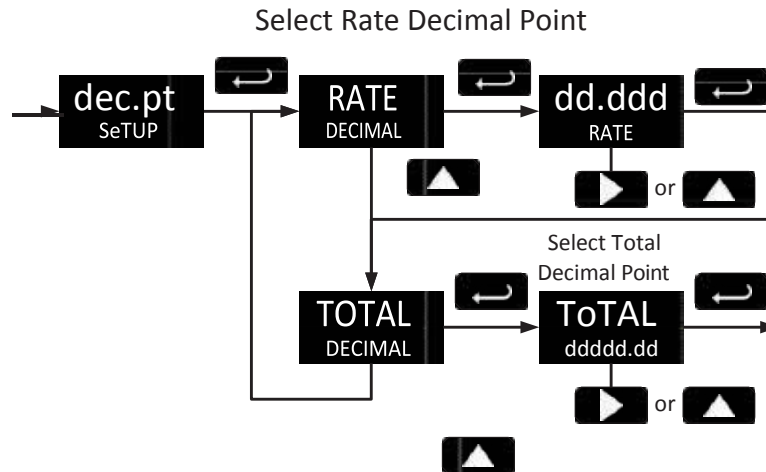 Select Rate Decimal Point
dec.pt
SeTUP
RATE
DECIMAL
dd.ddd
RATE
or
Select Total
Decimal Point
TOTAL
DECIMAL
ToTAL
ddddd.dd
or